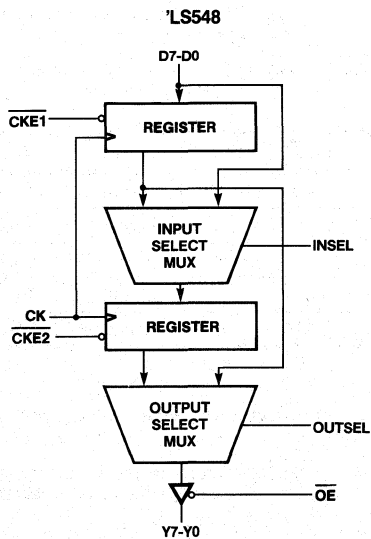 'LS548
D7-D0
CKE1
REGISTER
INPUT
SELECT
MUX
INSEL
CK
CKE2
REGISTER
OUTPUT
SELECT
MUX
OUTSEL
OE
Y7-Y0